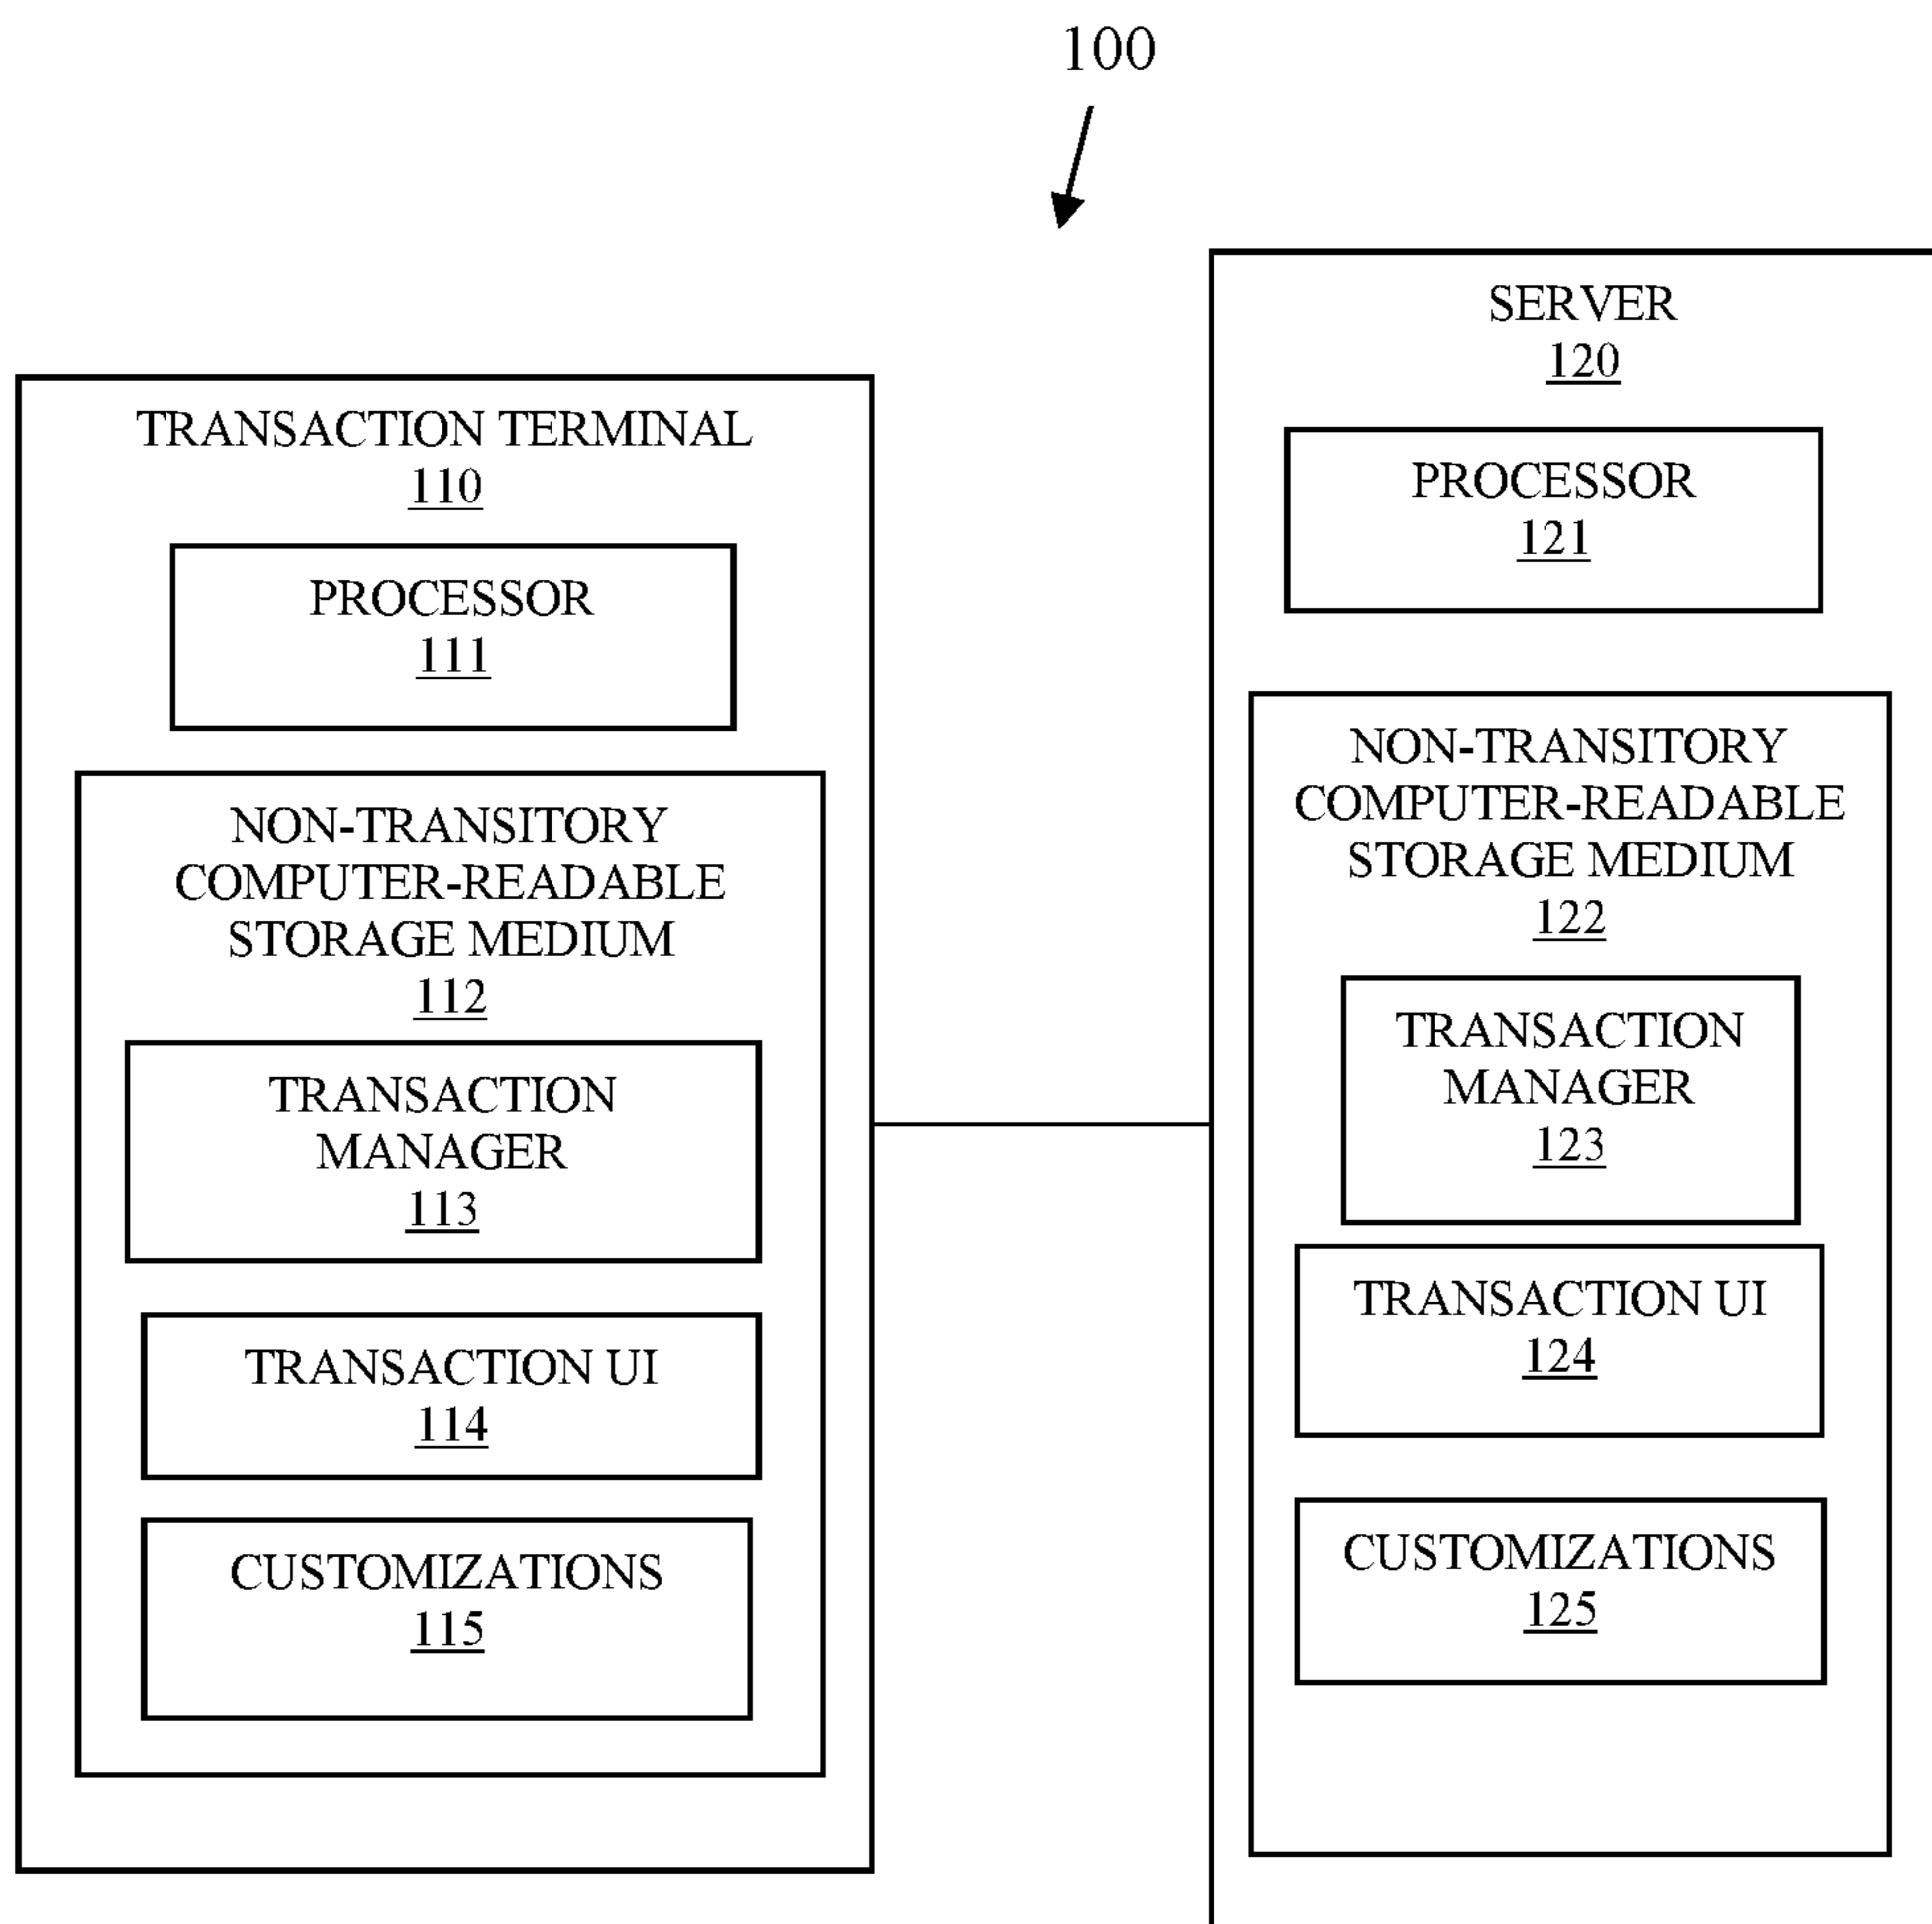 100
TRANSACTION TERMINAL
110
PROCESSOR
111
NON-TRANSITORY
COMPUTER-READABLE
STORAGE MEDIUM
112
TRANSACTION
MANAGER
113
TRANSACTION UI
114
CUSTOMIZATIONS
115
SERVER
120
PROCESSOR
121
NON-TRANSITORY
COMPUTER-READABLE
STORAGE MEDIUM
122
TRANSACTION
MANAGER
123
TRANSACTION UI
124
CUSTOMIZATIONS
125